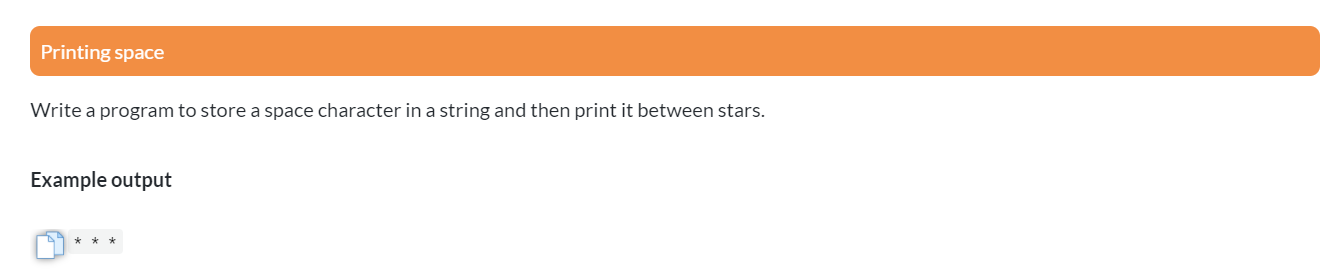 Printing space
Write a program to store a space character in a string and then print it between stars.
Example output
* * *